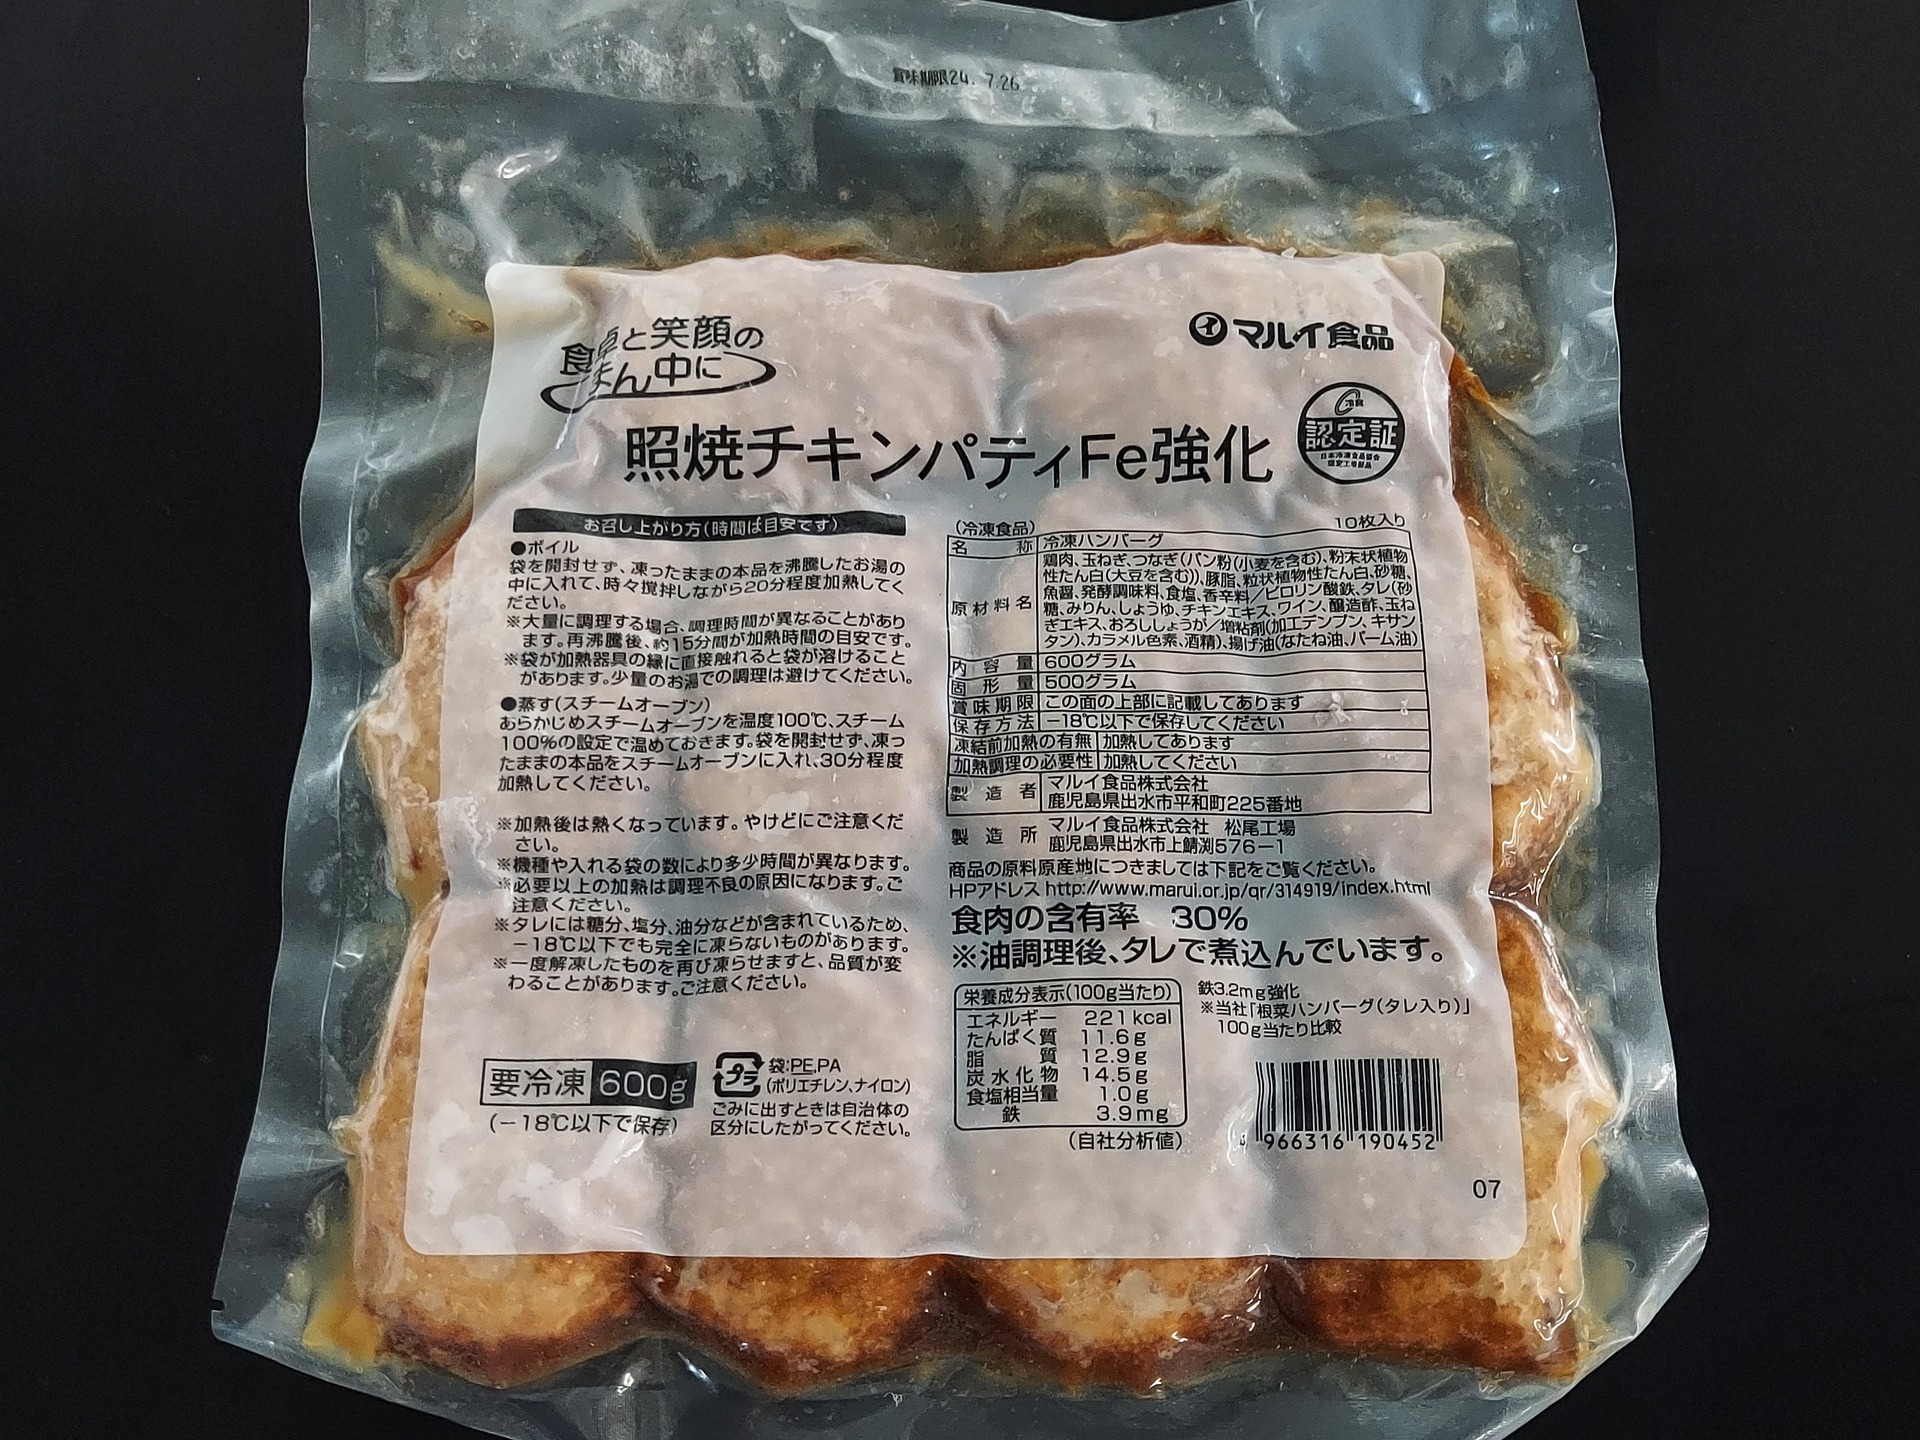 賞味期限24. 7.26
食卓と笑顔の
まん中に
マルイ食品
冷食
認定証
日本冷凍食品協会
認定工場製品
照焼チキンパティFe強化
お召し上がり方(時間は目安です)
●ボイル
袋を開封せず、凍ったままの本品を沸騰したお湯の
中に入れて、時々撹拌しながら20分程度加熱してく
ださい。
※大量に調理する場合、調理時間が異なることがあり
ます。再沸騰後、約15分間が加熱時間の目安です。
※袋が加熱器具の縁に直接触れると袋が溶けること
があります。少量のお湯での調理は避けてください。
●蒸す(スチームオーブン)
あらかじめスチームオーブンを温度100℃、スチーム
100%の設定で温めておきます。袋を開封せず、凍っ
たままの本品をスチームオーブンに入れ、30分程度
加熱してください。
※加熱後は熱くなっています。やけどにご注意くだ
さい。
※機種や入れる袋の数により多少時間が異なります。
※必要以上の加熱は調理不良の原因になります。ご
注意ください。
※タレには糖分、塩分、油分などが含まれているため、
−18℃以下でも完全に凍らないものがあります。
※一度解凍したものを再び凍らせますと、品質が変
わることがあります。ご注意ください。
要冷凍 600g
(−18℃以下で保存)
プラ
袋:PE,PA
(ポリエチレン、ナイロン)
ごみに出すときは自治体の
区分にしたがってください。
(冷凍食品) 10枚入り
名称 冷凍ハンバーグ
原材料名 鶏肉、玉ねぎ、つなぎ(パン粉(小麦を含む)、粉末状植物
性たん白(大豆を含む))、豚脂、粒状植物性たん白、砂糖、
魚醤、発酵調味料、食塩、香辛料/ピロリン酸鉄、タレ(砂
糖、みりん、しょうゆ、チキンエキス、ワイン、醸造酢、玉ね
ぎエキス、おろししょうが/増粘剤(加工デンプン、キサン
タン)、カラメル色素、酒精)、揚げ油(なたね油、パーム油)
内容量 600グラム
固形量 500グラム
賞味期限 この面の上部に記載してあります
保存方法 −18℃以下で保存してください
凍結前加熱の有無 加熱してあります
加熱調理の必要性 加熱してください
製造者 マルイ食品株式会社
鹿児島県出水市平和町225番地
製造所 マルイ食品株式会社 松尾工場
鹿児島県出水市上鯖渕576−1
商品の原料原産地につきましては下記をご覧ください。
HPアドレス http://www.marui.or.jp/qr/314919/index.html
食肉の含有率 30%
※油調理後、タレで煮込んでいます。
栄養成分表示(100g当たり)
エネルギー 221kcal
たんぱく質 11.6g
脂質 12.9g
炭水化物 14.5g
食塩相当量 1.0g
鉄 3.9mg
(自社分析値)
鉄3.2mg強化
※当社「根菜ハンバーグ(タレ入り)」
100g当たり比較
4 966316 190452
07